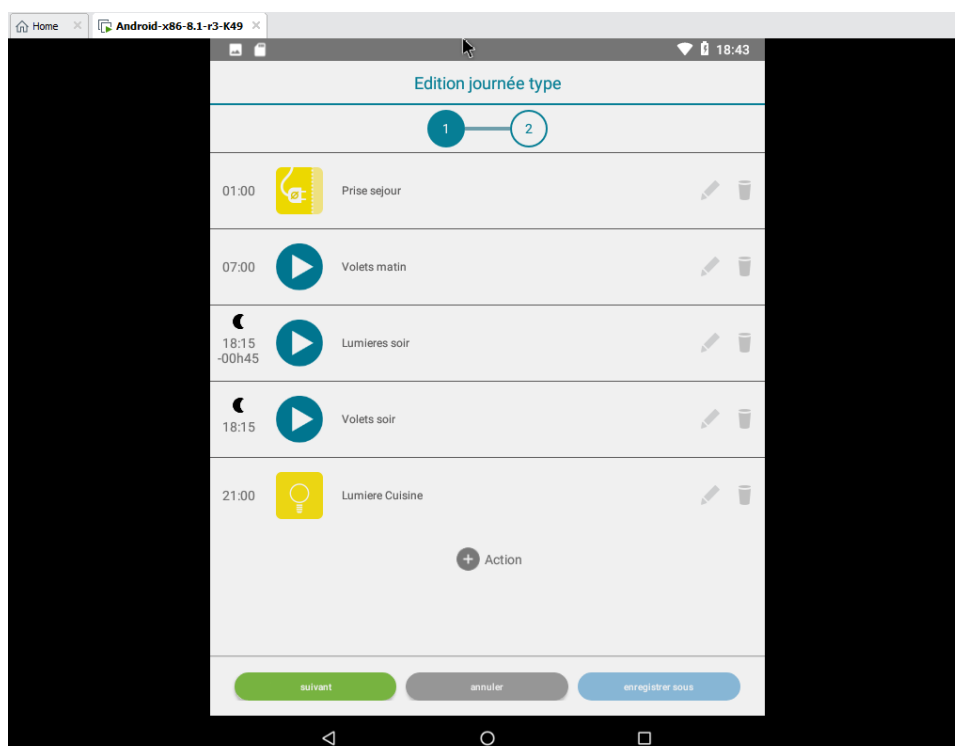 Home
Android-x86-8.1-r3-K49
18:43
Edition journée type
1
2
01:00
Prise sejour
07:00
Volets matin
18:15
-00h45
Lumieres soir
18:15
Volets soir
21:00
Lumiere Cuisine
Action
suivant
annuler
enregistrer sous